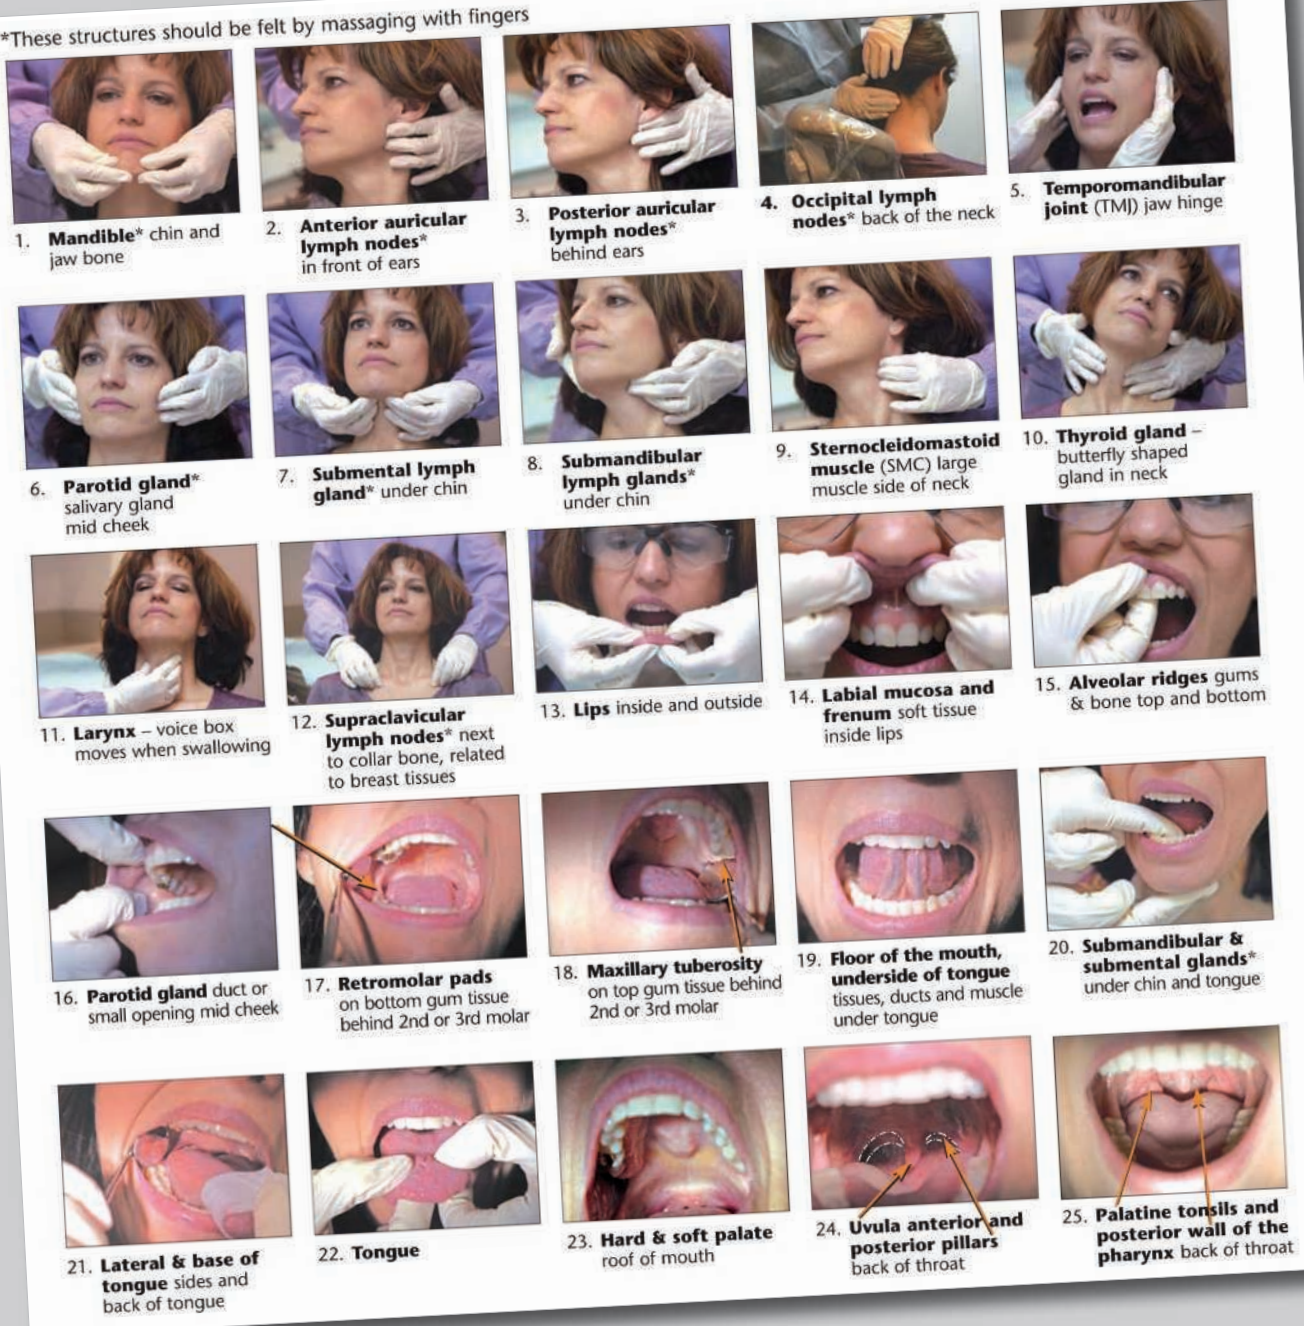 *These structures should be felt by massaging with fingers
1. Mandible* chin and
jaw bone
2. Anterior auricular
lymph nodes*
in front of ears
3. Posterior auricular
lymph nodes*
behind ears
4. Occipital lymph
nodes* back of the neck
5. Temporomandibular
joint (TMJ) jaw hinge
6. Parotid gland*
salivary gland
mid cheek
7. Submental lymph
gland* under chin
8. Submandibular
lymph glands*
under chin
9. Sternocleidomastoid
muscle (SMC) large
muscle side of neck
10. Thyroid gland –
butterfly shaped
gland in neck
11. Larynx – voice box
moves when swallowing
12. Supraclavicular
lymph nodes* next
to collar bone, related
to breast tissues
13. Lips inside and outside
14. Labial mucosa and
frenum soft tissue
inside lips
15. Alveolar ridges gums
& bone top and bottom
16. Parotid gland duct or
small opening mid cheek
17. Retromolar pads
on bottom gum tissue
behind 2nd or 3rd molar
18. Maxillary tuberosity
on top gum tissue behind
2nd or 3rd molar
19. Floor of the mouth,
underside of tongue
tissues, ducts and muscle
under tongue
20. Submandibular &
submental glands*
under chin and tongue
21. Lateral & base of
tongue sides and
back of tongue
22. Tongue
23. Hard & soft palate
roof of mouth
24. Uvula anterior and
posterior pillars
back of throat
25. Palatine tonsils and
posterior wall of the
pharynx back of throat